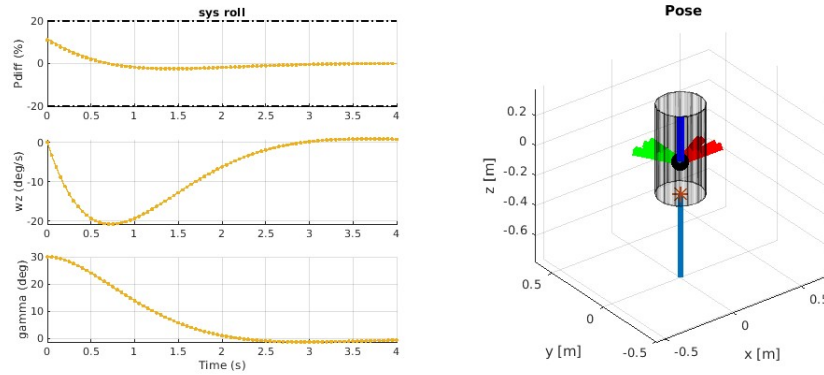 sys roll
Pdiff (%)
20
0
-20
0 0.5 1 1.5 2 2.5 3 3.5 4
wz (deg/s)
0
-10
-20
0 0.5 1 1.5 2 2.5 3 3.5 4
gamma (deg)
30
20
10
0
0 0.5 1 1.5 2 2.5 3 3.5 4
Time (s)
Pose
z [m]
0.2
0
-0.2
-0.4
-0.6
0.5
0
-0.5
y [m]
-0.5
0
0.5
x [m]